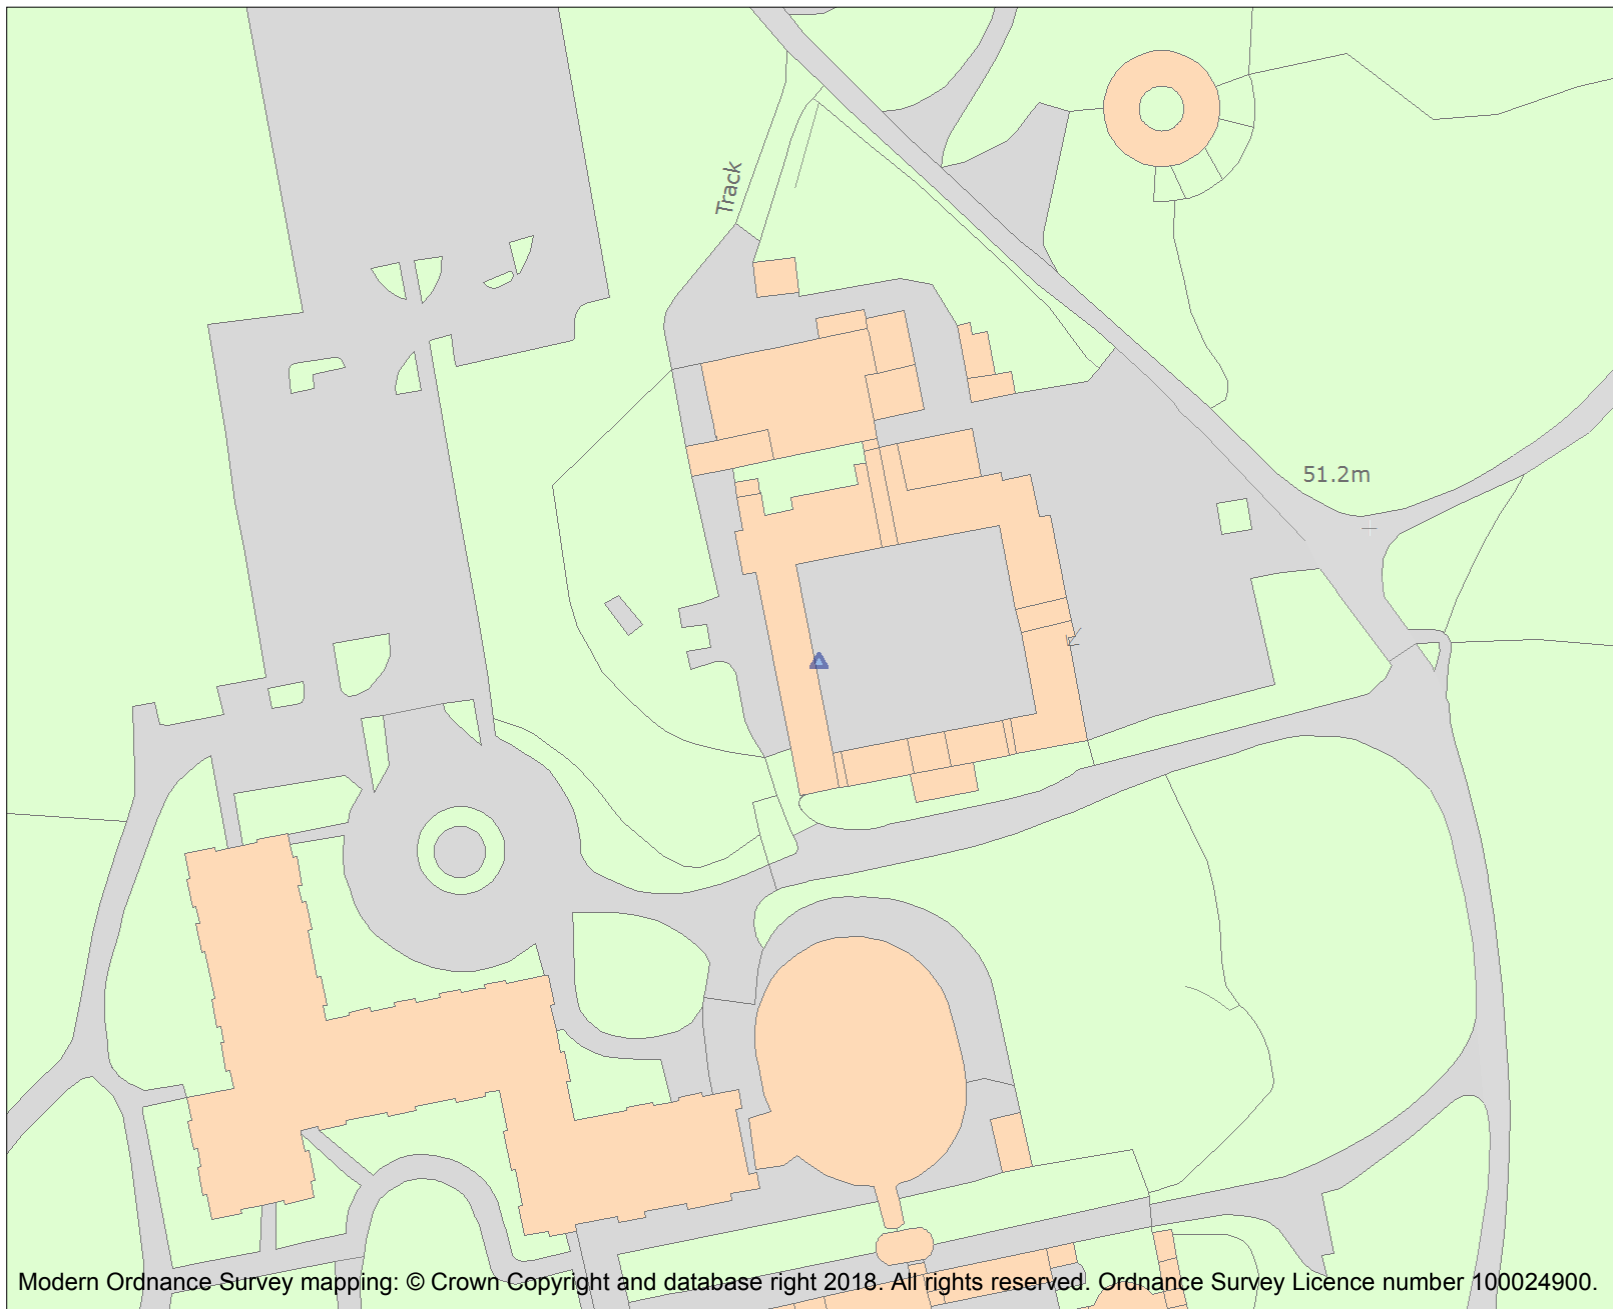 Track
51.2m
Modern Ordnance Survey mapping: © Crown Copyright and database right 2018. All rights reserved. Ordnance Survey Licence number 100024900.